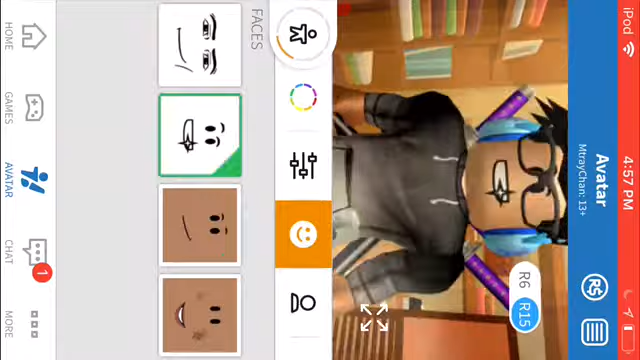 iPod
4:57 PM
Avatar
MtrayChan: 13+
R$
R6
R15
FACES
HOME
GAMES
AVATAR
CHAT
1
MORE